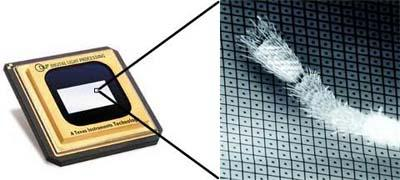 DIGITAL LIGHT PROCESSING
A Texas Instruments Technology